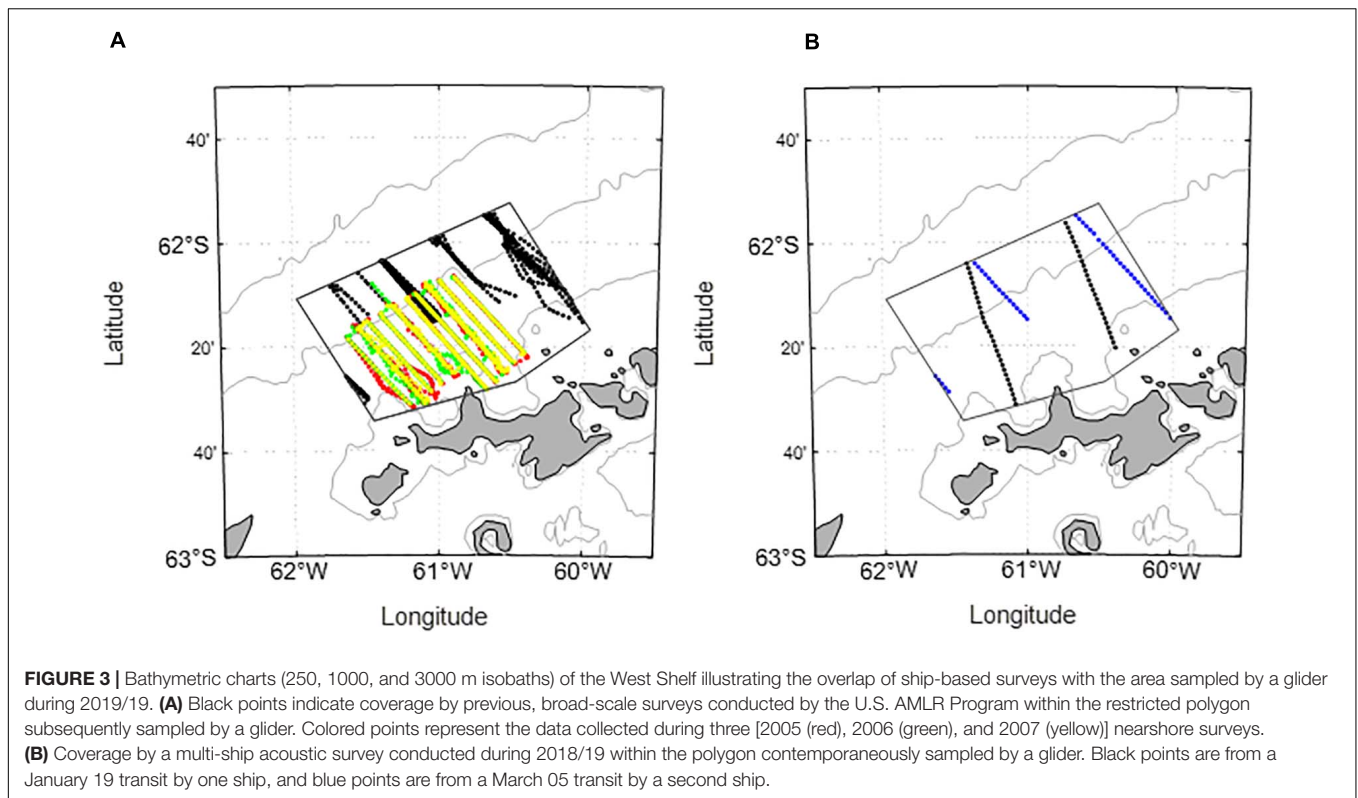 A
B
40'
62°S
20'
40'
63°S
62°W
61°W
60°W
Latitude
Longitude
40'
62°S
20'
40'
63°S
62°W
61°W
60°W
Latitude
Longitude
FIGURE 3 | Bathymetric charts (250, 1000, and 3000 m isobaths) of the West Shelf illustrating the overlap of ship-based surveys with the area sampled by a glider
during 2019/19. (A) Black points indicate coverage by previous, broad-scale surveys conducted by the U.S. AMLR Program within the restricted polygon
subsequently sampled by a glider. Colored points represent the data collected during three [2005 (red), 2006 (green), and 2007 (yellow)] nearshore surveys.
(B) Coverage by a multi-ship acoustic survey conducted during 2018/19 within the polygon contemporaneously sampled by a glider. Black points are from a
January 19 transit by one ship, and blue points are from a March 05 transit by a second ship.